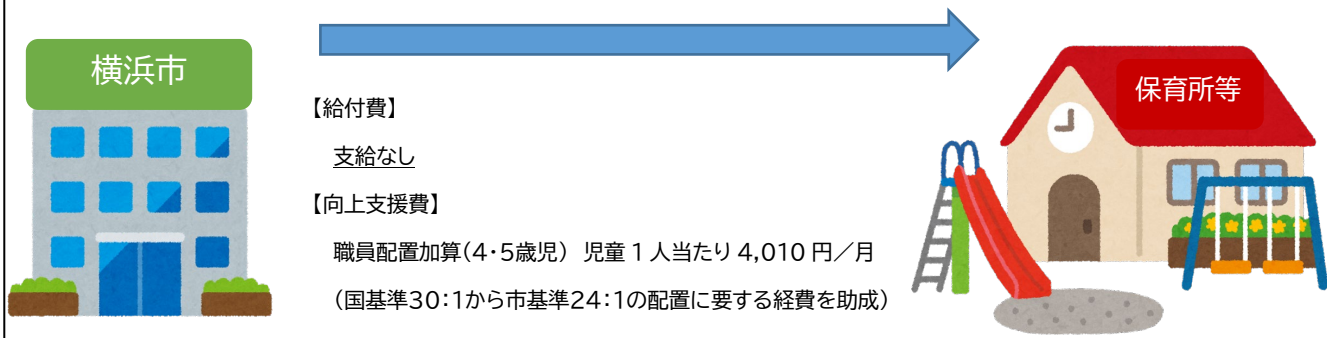 横浜市
【給付費】
支給なし
【向上支援費】
職員配置加算(4・5歳児) 児童1人当たり 4,010 円/月
(国基準30:1から市基準24:1の配置に要する経費を助成)
保育所等